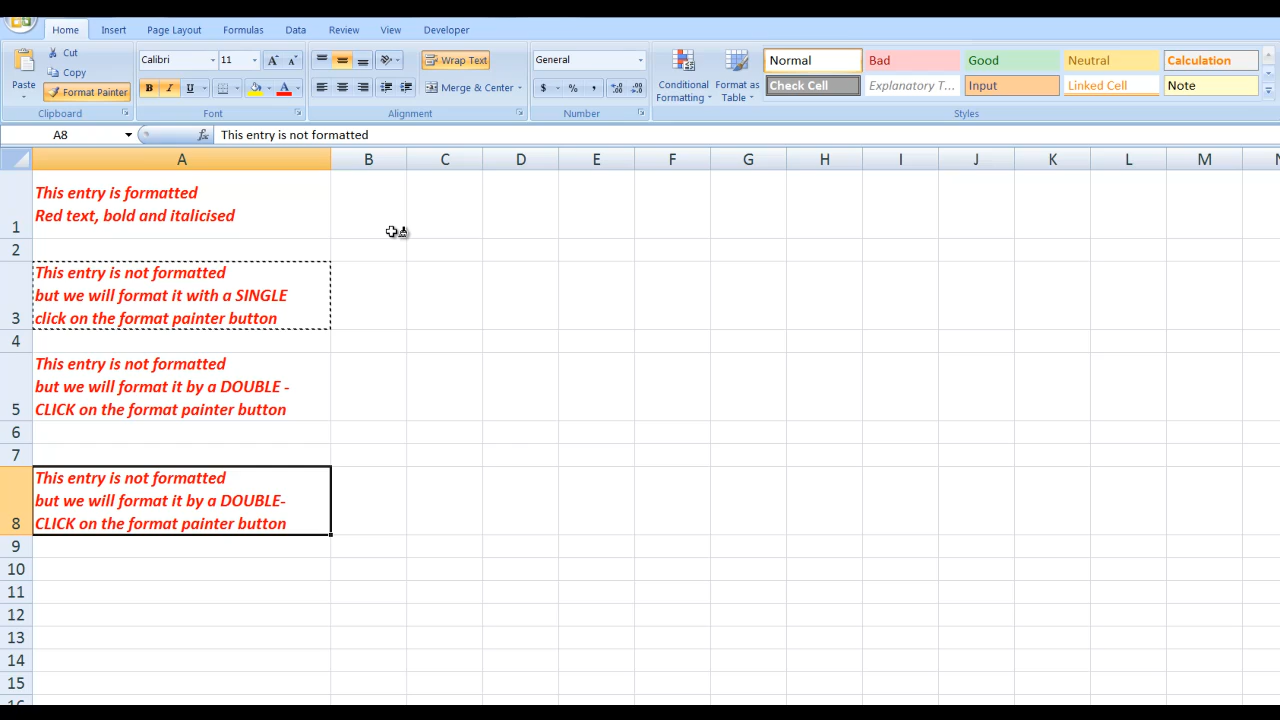 Home Insert Page Layout Formulas Data Review View Developer
Cut
Copy
Format Painter
Paste
Clipboard
Calibri 11
B I U
Font
Wrap Text
Merge & Center
Alignment
General
$ % ,
Number
Conditional Formatting
Format as Table
Normal Bad Good Neutral Calculation
Check Cell Explanatory T... Input Linked Cell Note
Styles
A8 fx This entry is not formatted
A B C D E F G H I J K L M
1
This entry is formatted
Red text, bold and italicised
2
3
This entry is not formatted
but we will format it with a SINGLE
click on the format painter button
4
5
This entry is not formatted
but we will format it by a DOUBLE -
CLICK on the format painter button
6
7
8
This entry is not formatted
but we will format it by a DOUBLE-
CLICK on the format painter button
9
10
11
12
13
14
15